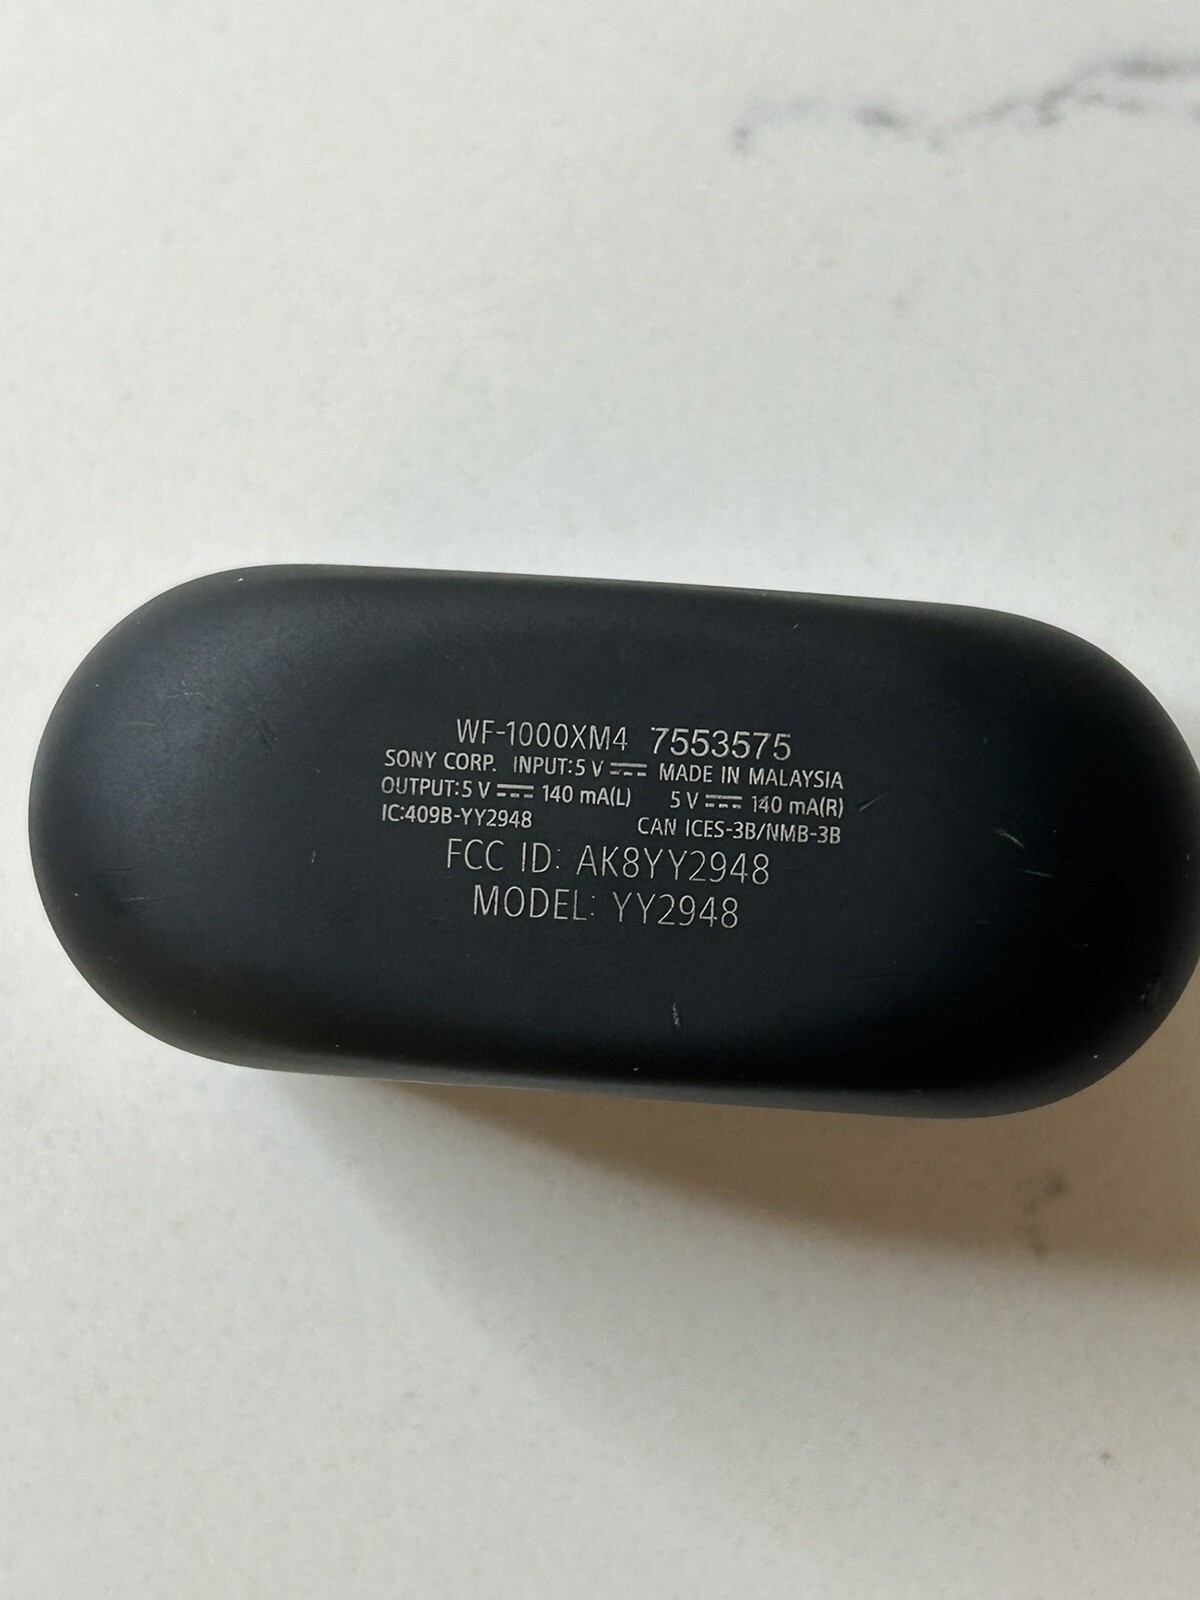 WF-1000XM4 7553575
SONY CORP. INPUT:5 V ⎓ MADE IN MALAYSIA
OUTPUT:5 V ⎓ 140 mA(L) 5 V ⎓ 140 mA(R)
IC:409B-YY2948 CAN ICES-3B/NMB-3B
FCC ID: AK8YY2948
MODEL: YY2948